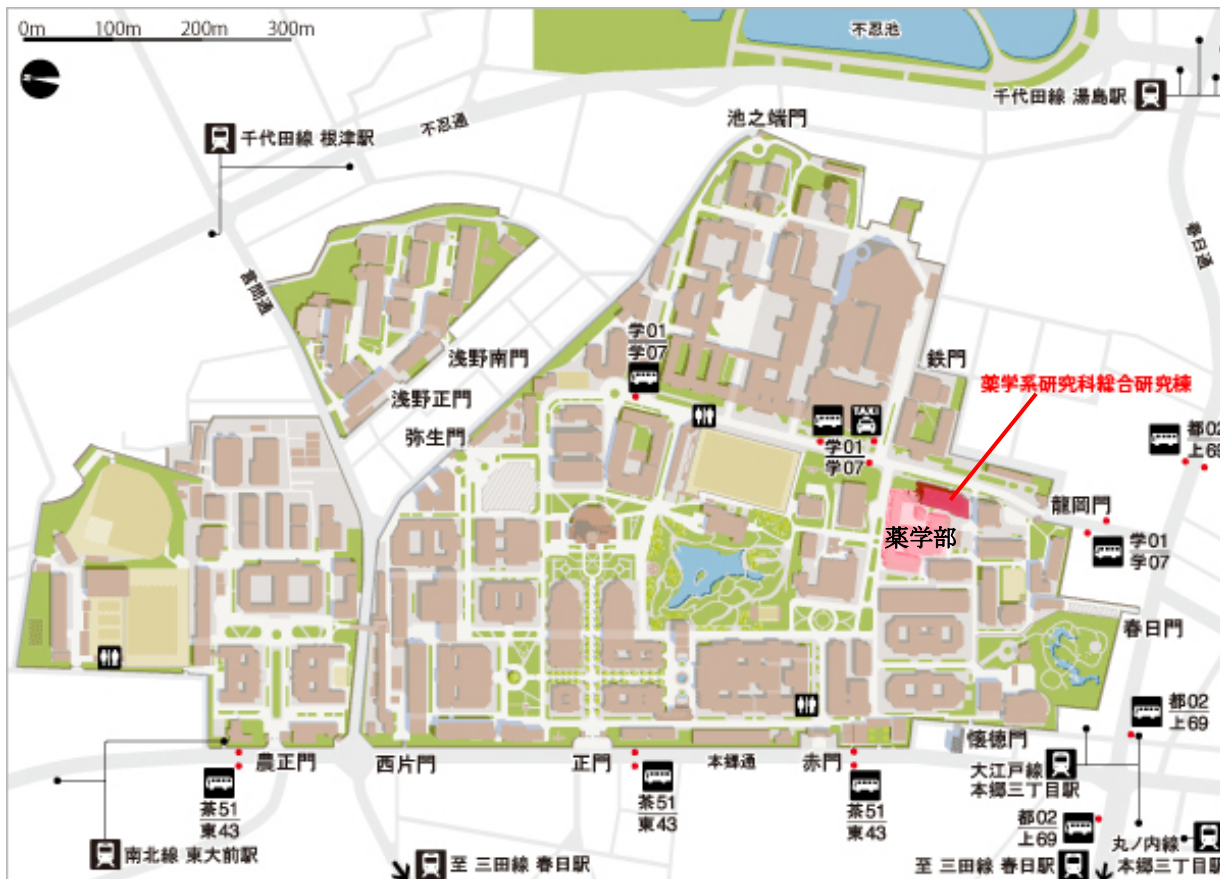 0m 100m 200m 300m
不忍池
千代田線 湯島駅
池之端門
不忍通
千代田線 根津駅
春日通
言問通
学01
学07
浅野南門
鉄門
薬学系研究科総合研究棟
浅野正門
TAXI
弥生門
学01
学07
都02
上69
龍岡門
薬学部
学01
学07
春日門
都02
上69
懐徳門
農正門
西片門
正門
本郷通
赤門
大江戸線
本郷三丁目駅
茶51
東43
茶51
東43
茶51
東43
都02
上69
南北線 東大前駅
至 三田線 春日駅
至 三田線 春日駅
丸ノ内線
本郷三丁目駅